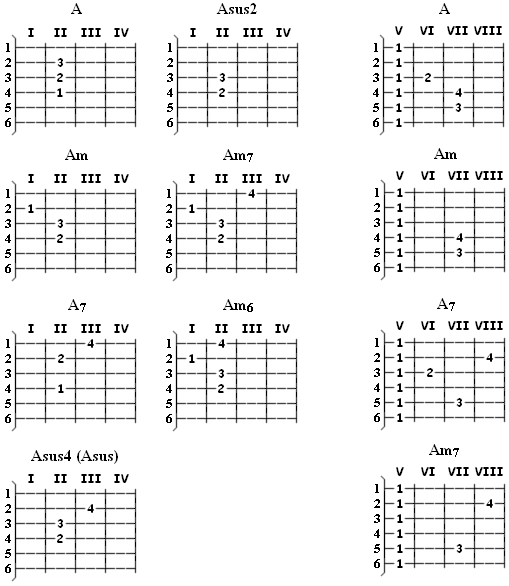 A
I II III IV
1
2 3
3 2
4 1
5
6
Asus2
I II III IV
1
2
3 3
4 2
5
6
A
V VI VII VIII
1 1
2 1
3 1 2
4 1 4
5 1 3
6 1
Am
I II III IV
1
2 1
3 3
4 2
5
6
Am7
I II III IV
1 4
2 1
3 3
4 2
5
6
Am
V VI VII VIII
1 1
2 1
3 1
4 1 4
5 1 3
6 1
A7
I II III IV
1 4
2 2
3
4 1
5
6
Am6
I II III IV
1 4
2 1
3 3
4 2
5
6
A7
V VI VII VIII
1 1
2 1 4
3 1 2
4 1
5 1 3
6 1
Asus4 (Asus)
I II III IV
1
2 4
3 3
4 2
5
6
Am7
V VI VII VIII
1 1
2 1 4
3 1
4 1
5 1 3
6 1